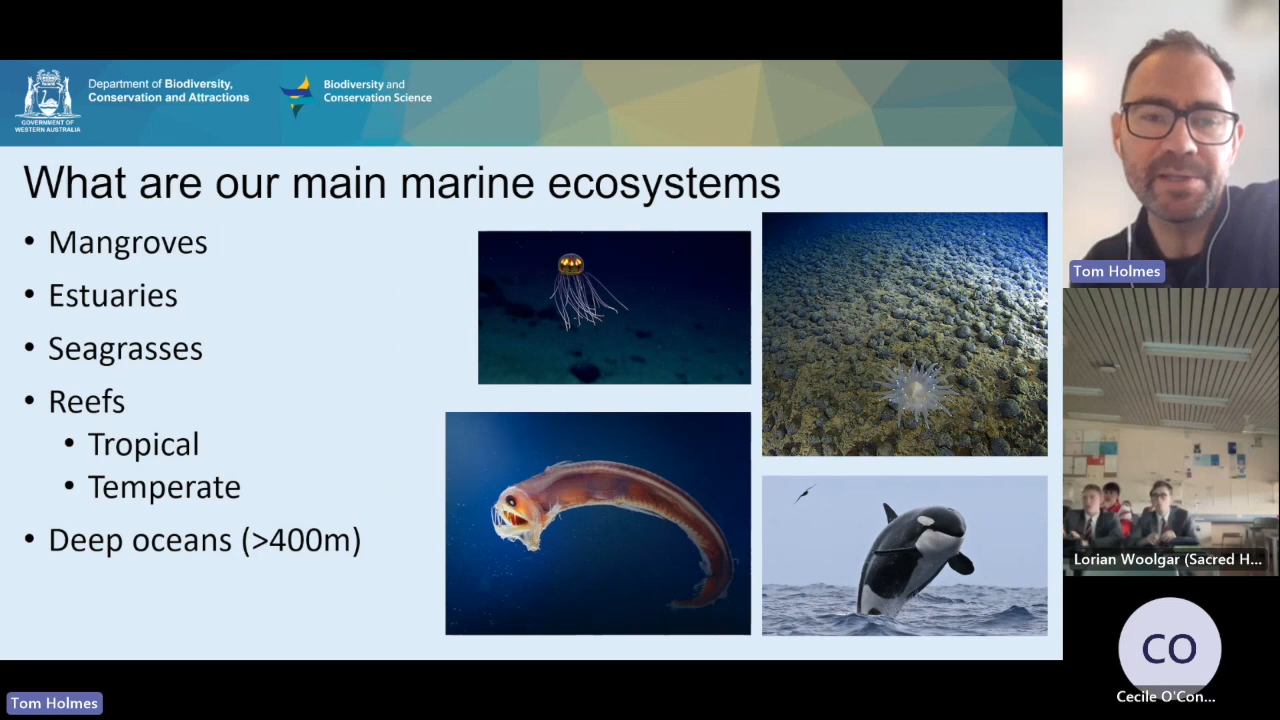 Department of Biodiversity,
Conservation and Attractions
GOVERNMENT OF
WESTERN AUSTRALIA
Biodiversity and
Conservation Science
What are our main marine ecosystems
• Mangroves
• Estuaries
• Seagrasses
• Reefs
• Tropical
• Temperate
• Deep oceans (>400m)
Tom Holmes
Lorian Woolgar (Sacred H...
CO
Cecile O'Con...
Tom Holmes